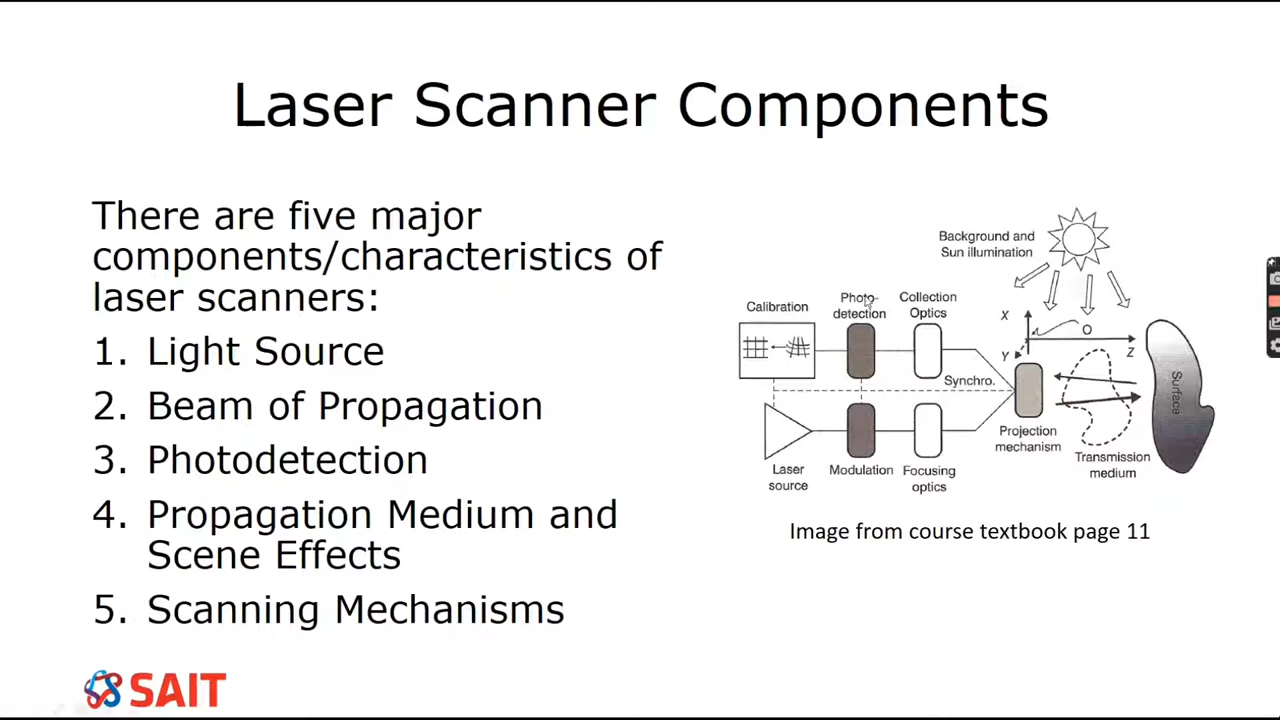 Laser Scanner Components
There are five major
components/characteristics of
laser scanners:
1. Light Source
2. Beam of Propagation
3. Photodetection
4. Propagation Medium and
Scene Effects
5. Scanning Mechanisms
Background and
Sun illumination
Calibration
Photo-
detection
Collection
Optics
X
O
Y
Z
Synchro.
Surface
Projection
mechanism
Transmission
medium
Laser
source
Modulation
Focusing
optics
Image from course textbook page 11
SAIT